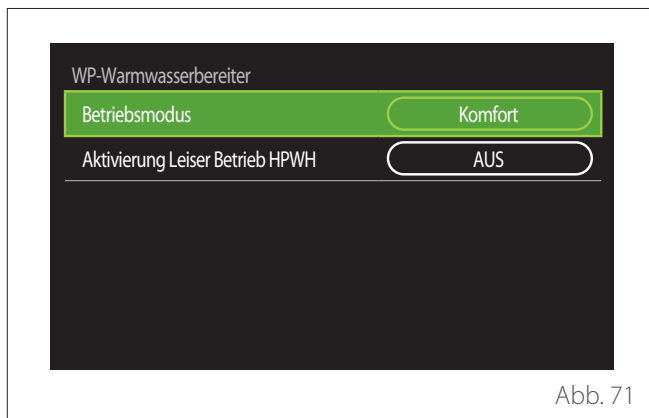 WP-Warmwasserbereiter
Betriebsmodus Komfort
Aktivierung Leiser Betrieb HPWH AUS
Abb. 71